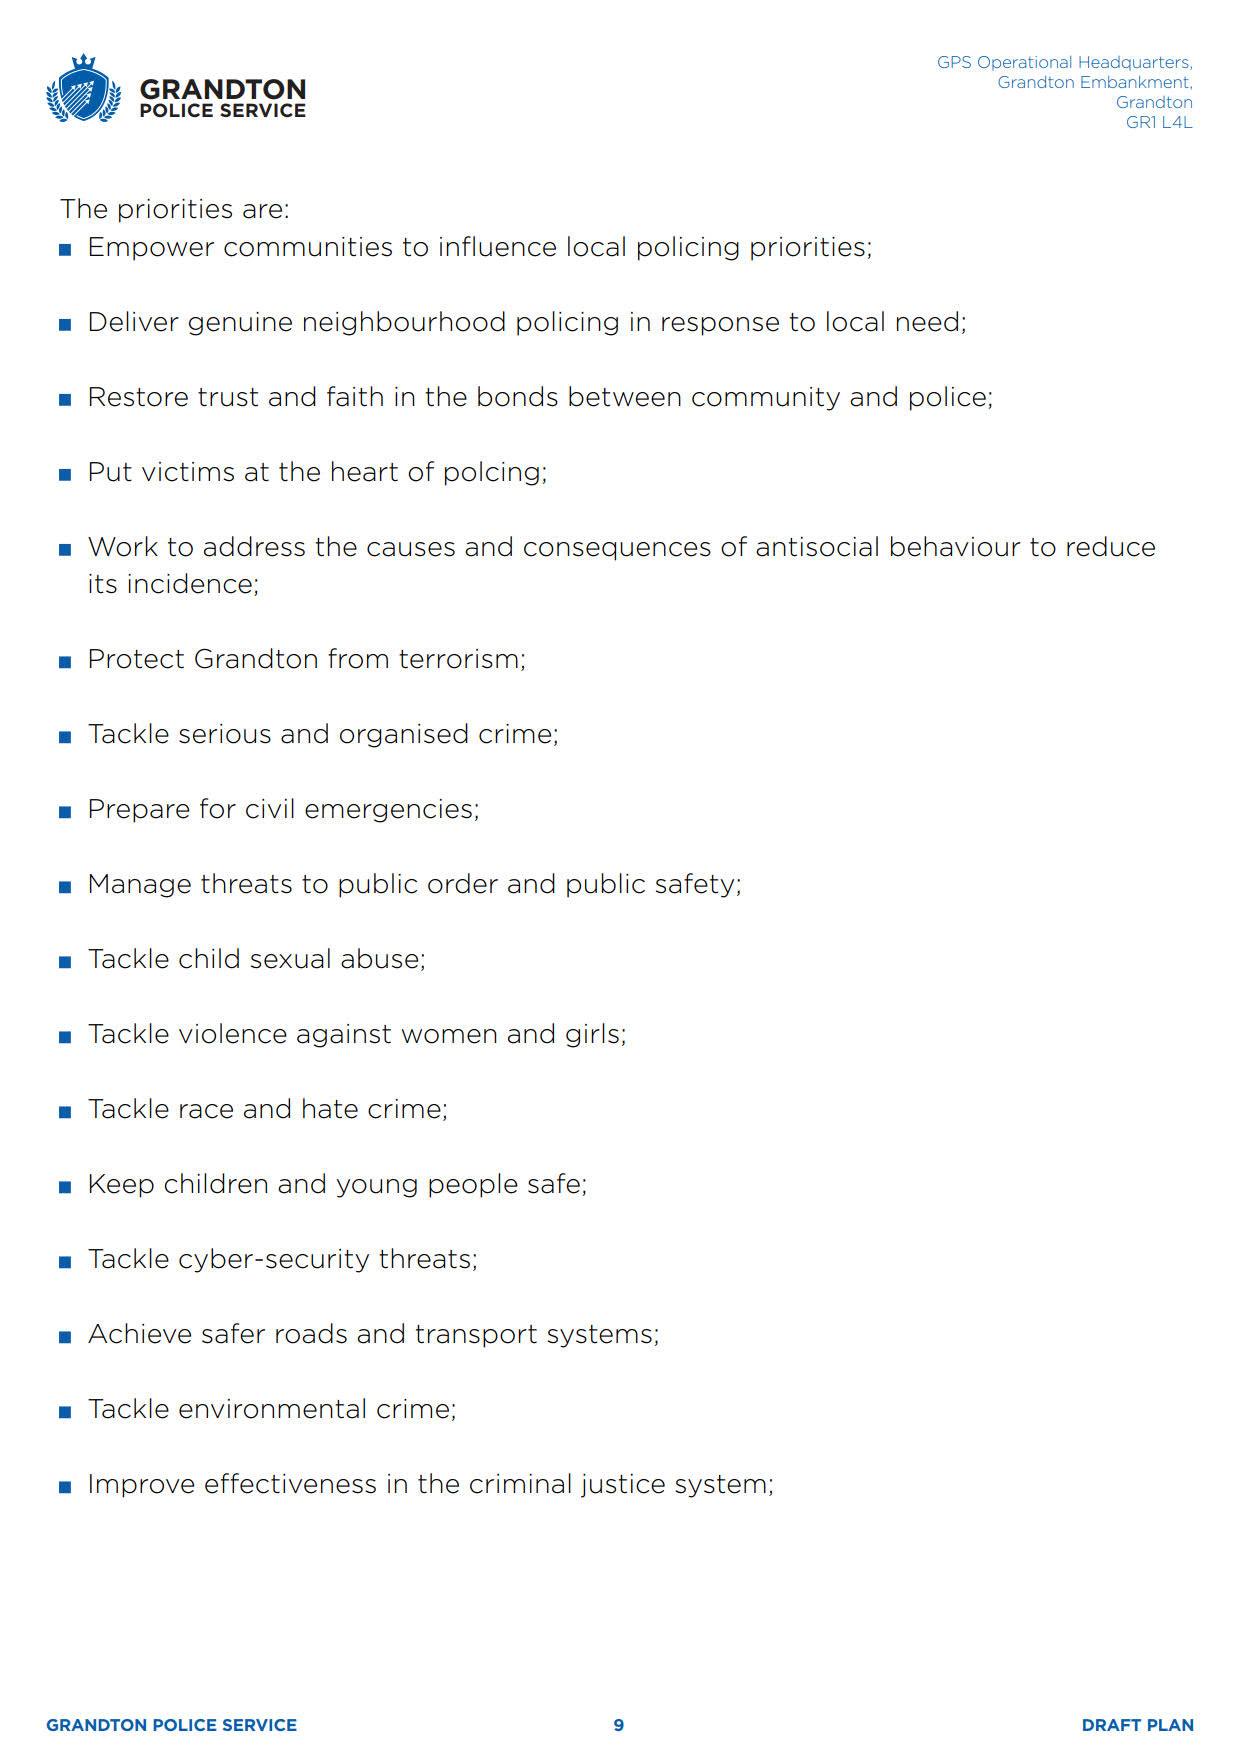 GRANDTON
POLICE SERVICE
GPS Operational Headquarters,
Grandton Embankment,
Grandton
GR1 L4L
The priorities are:
■ Empower communities to influence local policing priorities;
■ Deliver genuine neighbourhood policing in response to local need;
■ Restore trust and faith in the bonds between community and police;
■ Put victims at the heart of polcing;
■ Work to address the causes and consequences of antisocial behaviour to reduce
its incidence;
■ Protect Grandton from terrorism;
■ Tackle serious and organised crime;
■ Prepare for civil emergencies;
■ Manage threats to public order and public safety;
■ Tackle child sexual abuse;
■ Tackle violence against women and girls;
■ Tackle race and hate crime;
■ Keep children and young people safe;
■ Tackle cyber-security threats;
■ Achieve safer roads and transport systems;
■ Tackle environmental crime;
■ Improve effectiveness in the criminal justice system;
GRANDTON POLICE SERVICE 9 DRAFT PLAN